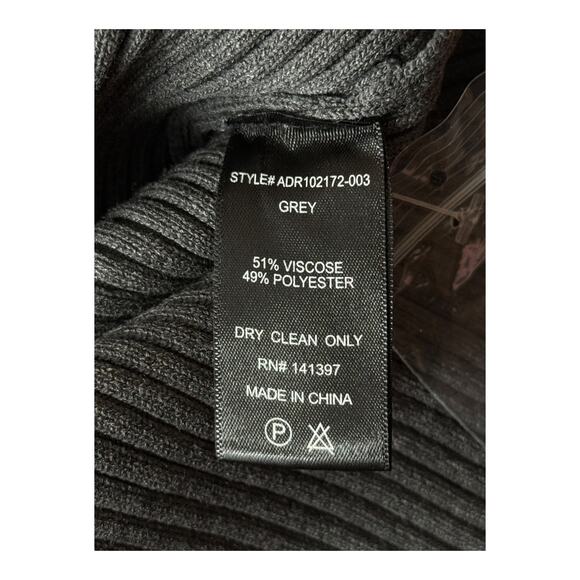 STYLE# ADR102172-003
GREY
51% VISCOSE
49% POLYESTER
DRY CLEAN ONLY
RN# 141397
MADE IN CHINA
P